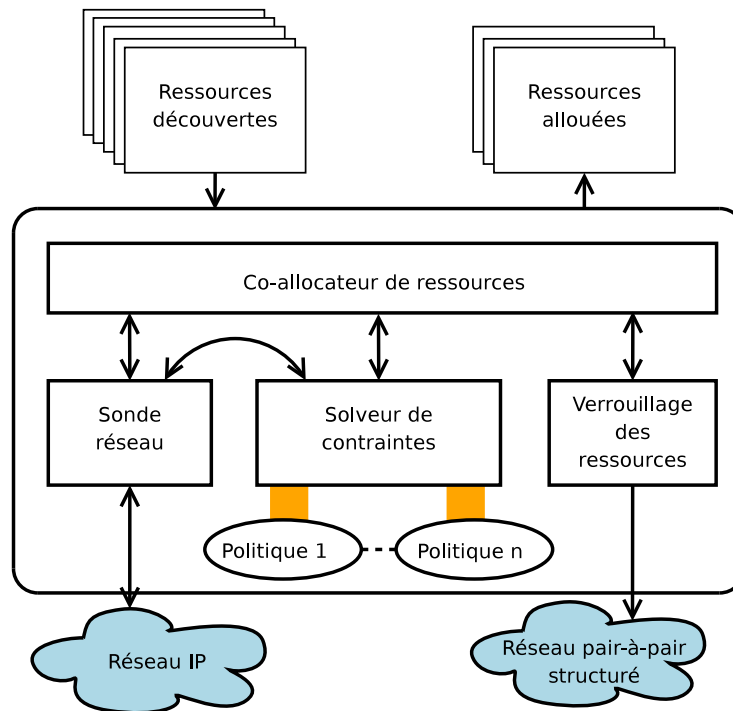 Ressources
découvertes
Ressources
allouées
Co-allocateur de ressources
Sonde
réseau
Solveur de
contraintes
Verrouillage
des
ressources
Politique 1
Politique n
Réseau IP
Réseau pair-à-pair
structuré